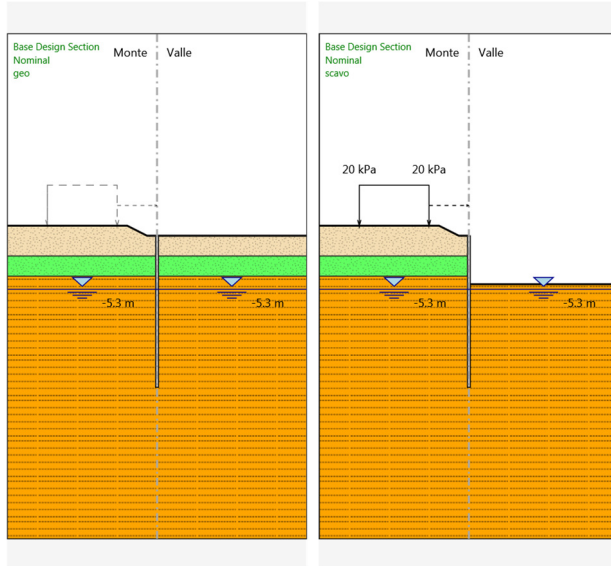 Base Design Section
Nominal
geo
Monte
Valle
-5.3 m
-5.3 m
Base Design Section
Nominal
scavo
Monte
Valle
20 kPa
20 kPa
-5.3 m
-5.3 m